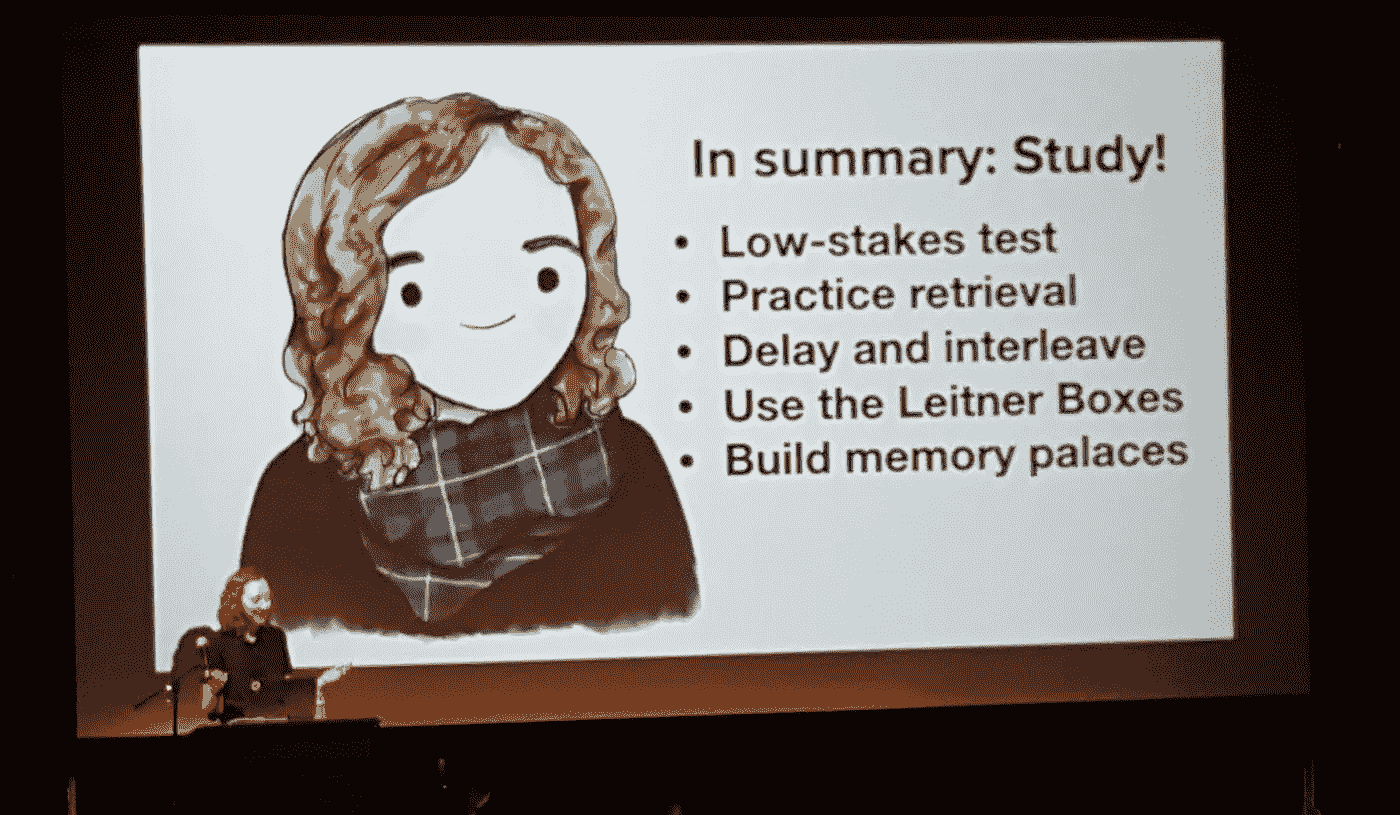 In summary: Study!
• Low-stakes test
• Practice retrieval
• Delay and interleave
• Use the Leitner Boxes
• Build memory palaces